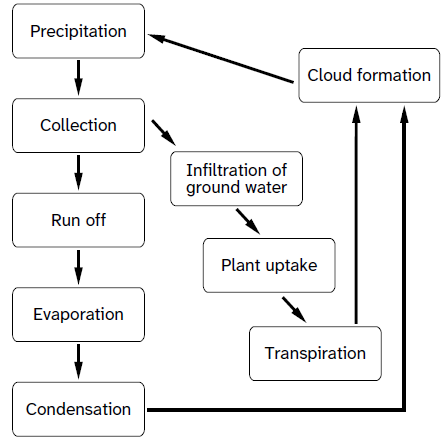 Precipitation
Cloud formation
Collection
Infiltration of
ground water
Run off
Plant uptake
Evaporation
Transpiration
Condensation